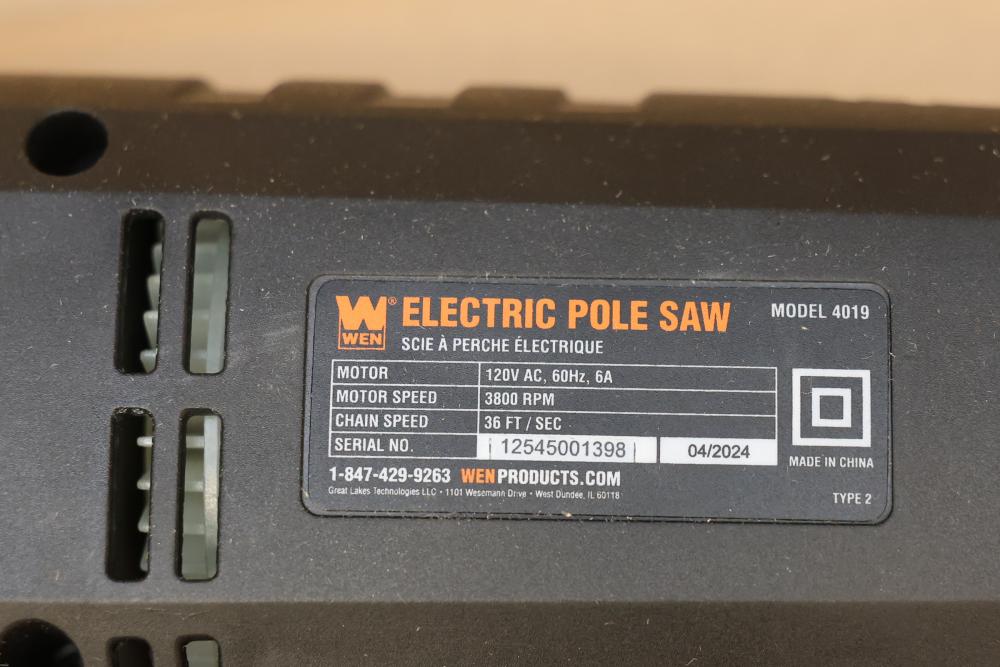 W® ELECTRIC POLE SAW MODEL 4019
WEN SCIE À PERCHE ÉLECTRIQUE
MOTOR 120V AC, 60Hz, 6A
MOTOR SPEED 3800 RPM
CHAIN SPEED 36 FT / SEC
SERIAL NO. 12545001398 04/2024
MADE IN CHINA
1-847-429-9263 WENPRODUCTS.COM
Great Lakes Technologies LLC • 1101 Wesemann Drive • West Dundee, IL 60118
TYPE 2